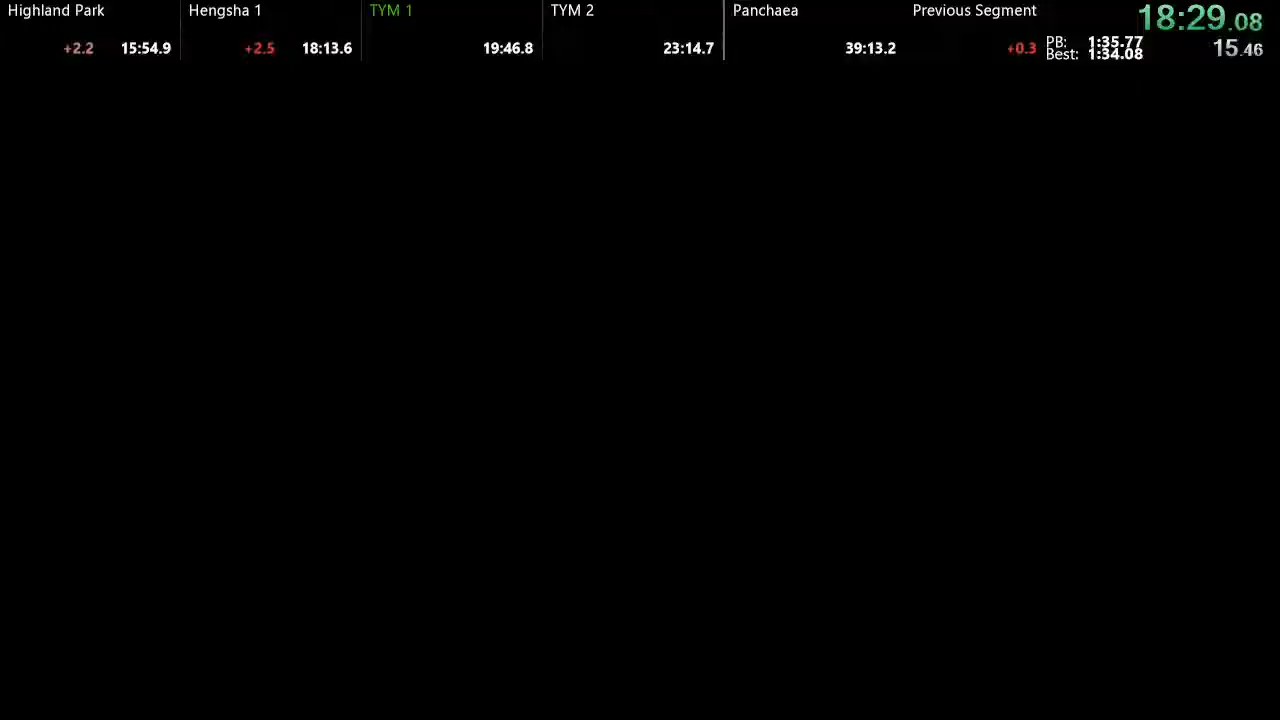 Highland Park Hengsha 1 TYM 1 TYM 2 Panchaea Previous Segment 18:29.08
+2.2 15:54.9 +2.5 18:13.6 19:46.8 23:14.7 39:13.2 +0.3 PB: 1:35.77 15.46
Best: 1:34.08